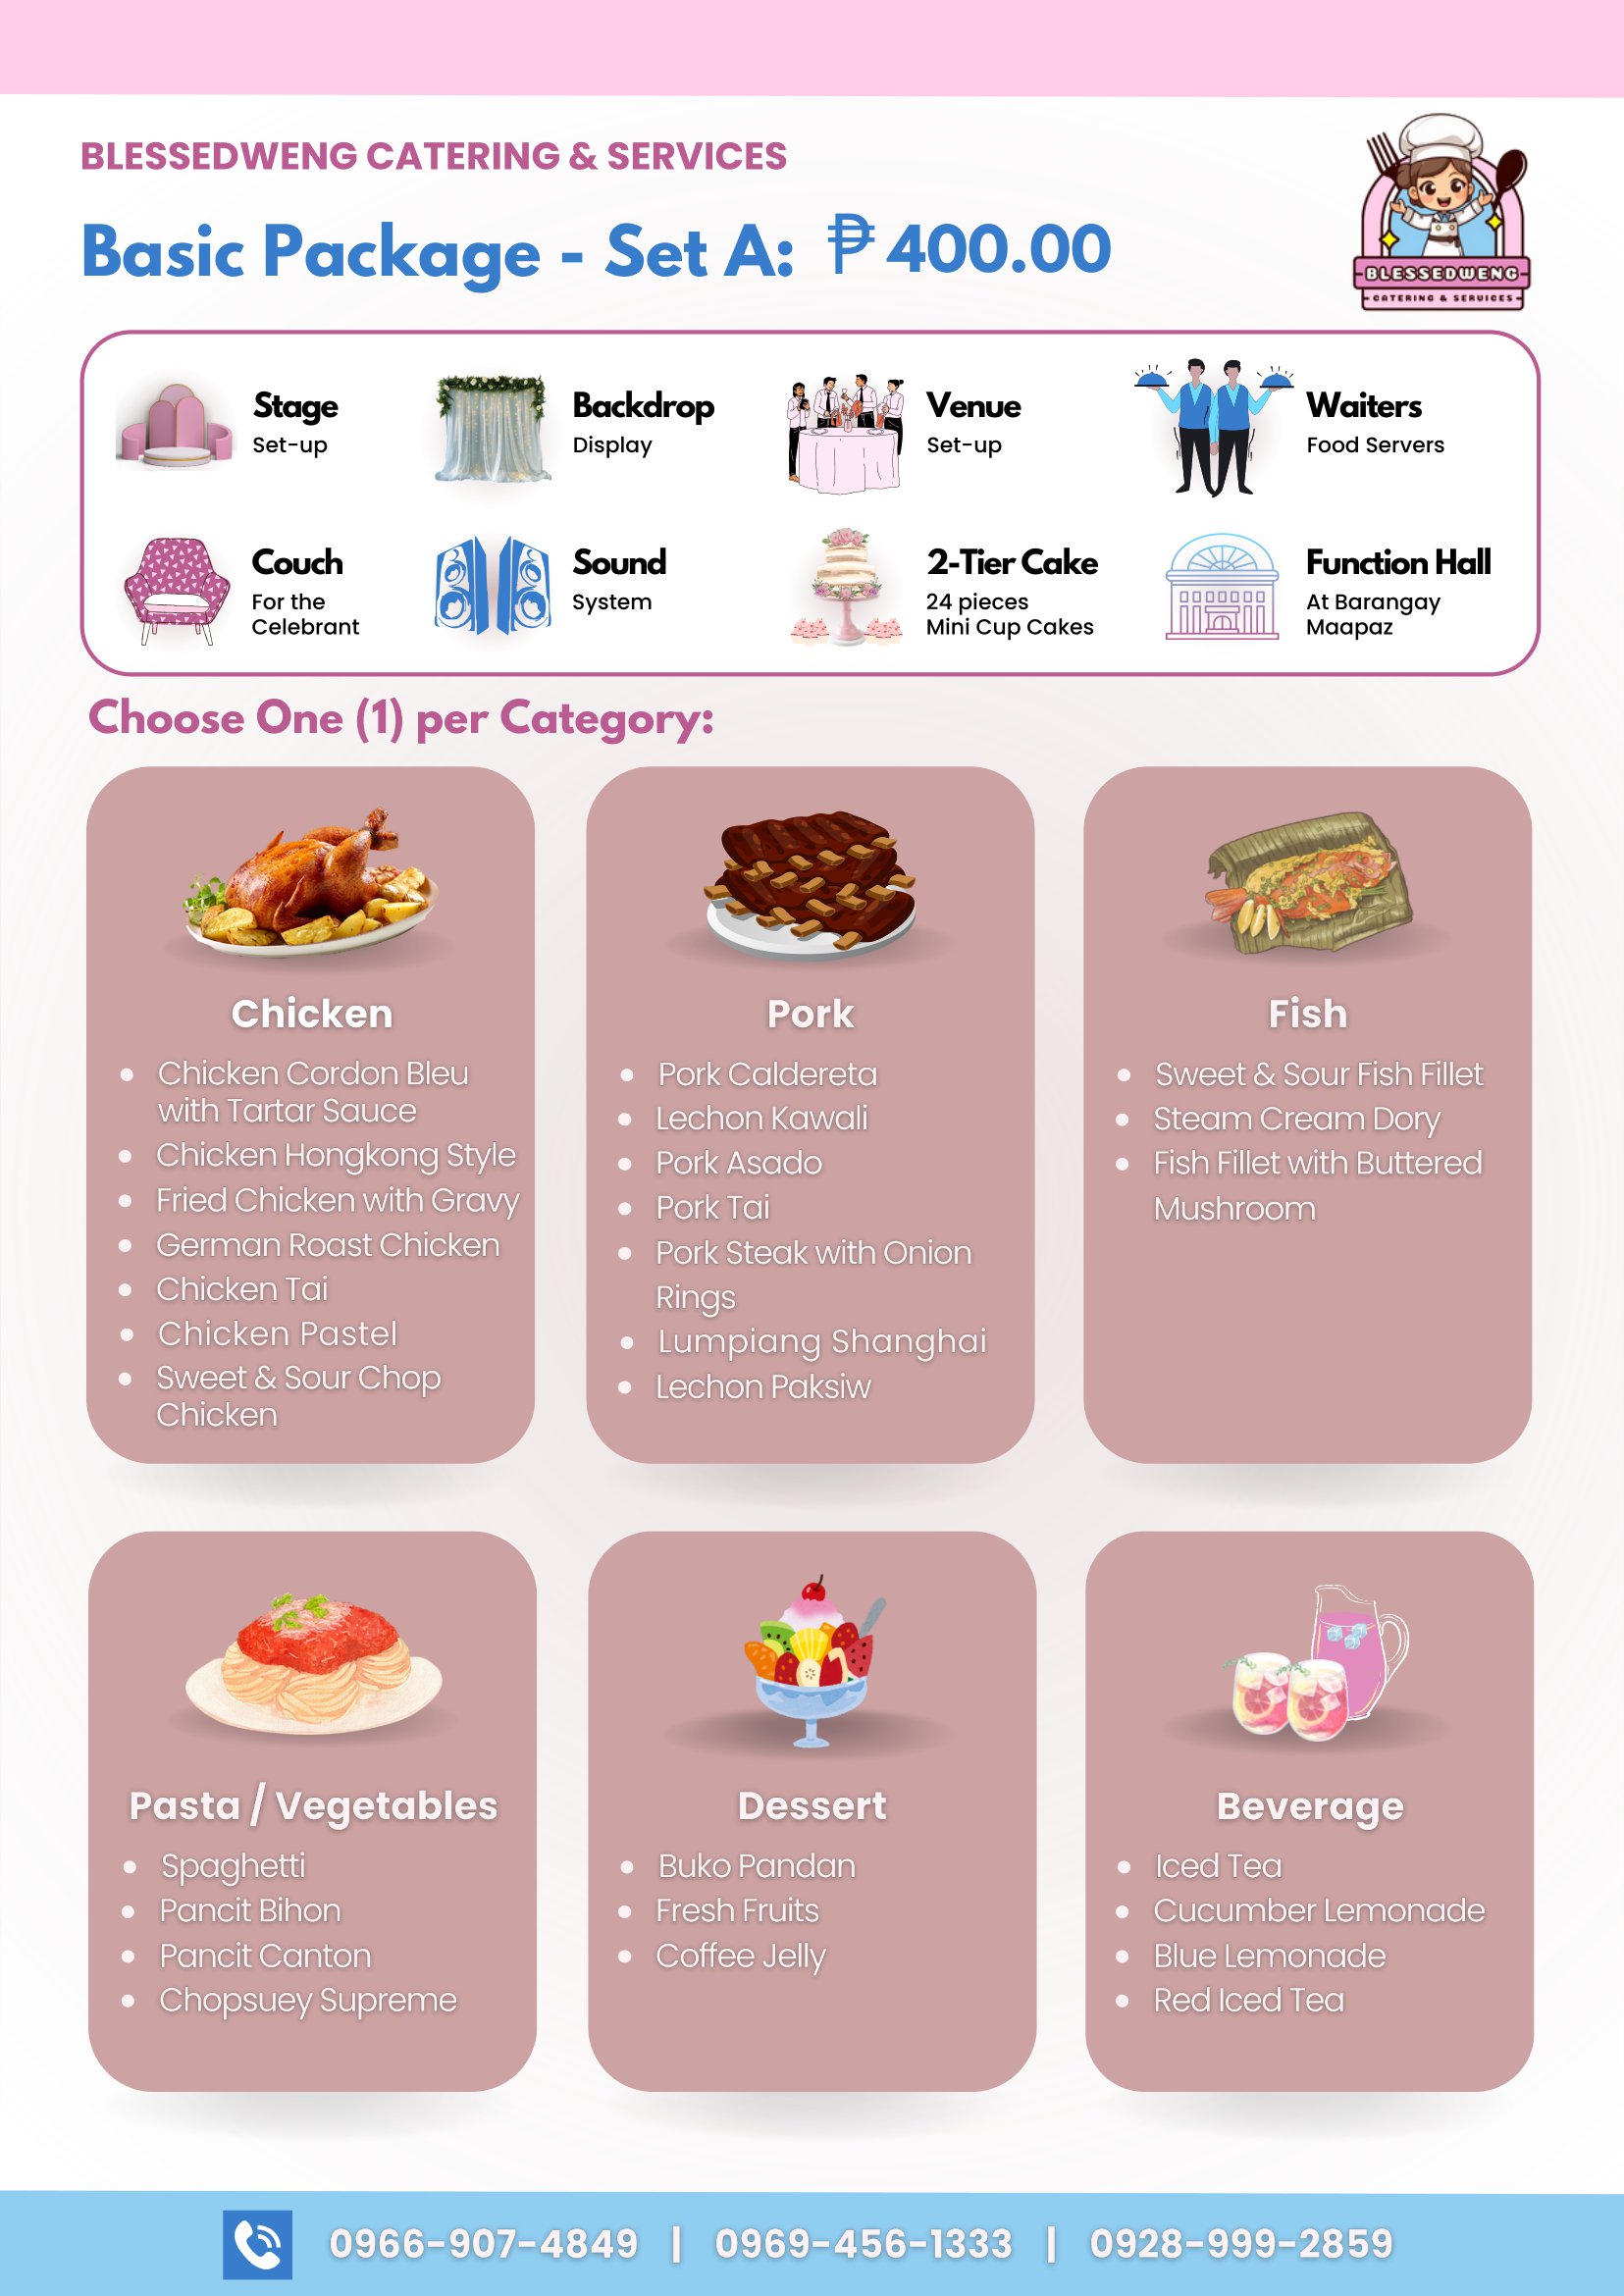 BLESSEDWENG CATERING & SERVICES
Basic Package - Set A: ₱ 400.00
BLESSEDWENG
CATERING & SERVICES
Stage
Set-up
Backdrop
Display
Venue
Set-up
Waiters
Food Servers
Couch
For the
Celebrant
Sound
System
2-Tier Cake
24 pieces
Mini Cup Cakes
Function Hall
At Barangay
Maapaz
Choose One (1) per Category:
Chicken
• Chicken Cordon Bleu
with Tartar Sauce
• Chicken Hongkong Style
• Fried Chicken with Gravy
• German Roast Chicken
• Chicken Tai
• Chicken Pastel
• Sweet & Sour Chop
Chicken
Pork
• Pork Caldereta
• Lechon Kawali
• Pork Asado
• Pork Tai
• Pork Steak with Onion
Rings
• Lumpiang Shanghai
• Lechon Paksiw
Fish
• Sweet & Sour Fish Fillet
• Steam Cream Dory
• Fish Fillet with Buttered
Mushroom
Pasta / Vegetables
• Spaghetti
• Pancit Bihon
• Pancit Canton
• Chopsuey Supreme
Dessert
• Buko Pandan
• Fresh Fruits
• Coffee Jelly
Beverage
• Iced Tea
• Cucumber Lemonade
• Blue Lemonade
• Red Iced Tea
0966-907-4849 | 0969-456-1333 | 0928-999-2859